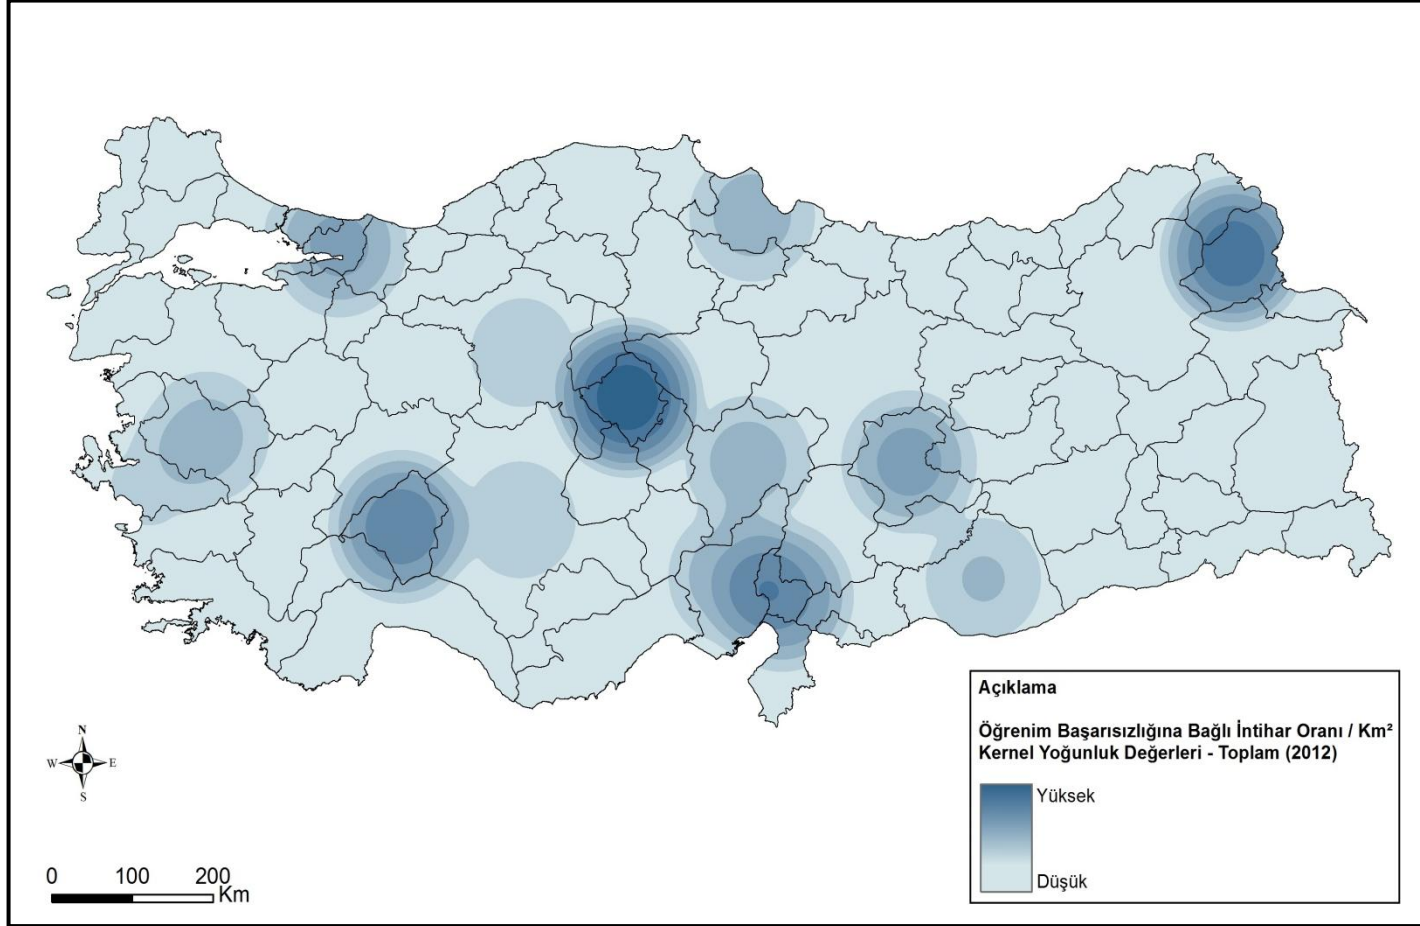 Açıklama
Öğrenim Başarısızlığına Bağlı İntihar Oranı / Km²
Kernel Yoğunluk Değerleri - Toplam (2012)
Yüksek
Düşük
N
W E
S
0 100 200
Km